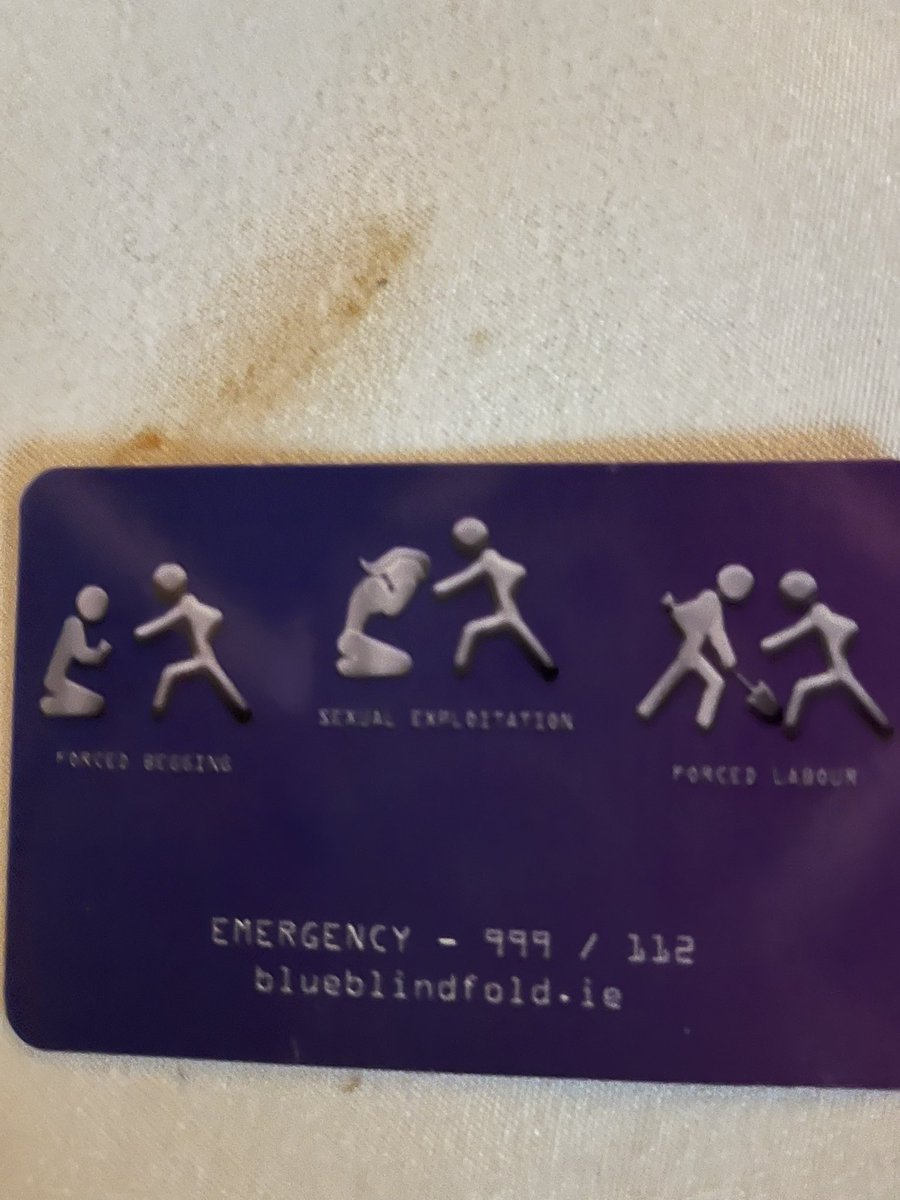 SEXUAL EXPLOITATION
FORCED BEGGING
FORCED LABOUR
EMERGENCY - 999 / 112
blueblindfold.ie